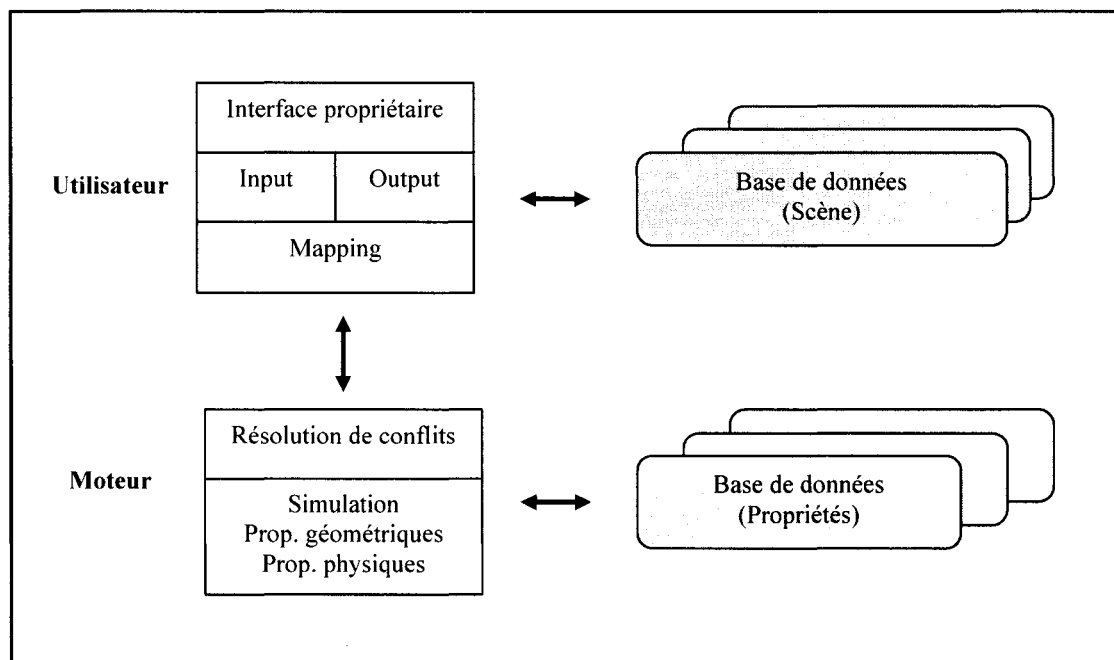 Interface propriétaire
Utilisateur
Input
Output
Mapping
Base de données
(Scène)
Moteur
Résolution de conflits
Simulation
Prop. géométriques
Prop. physiques
Base de données
(Propriétés)